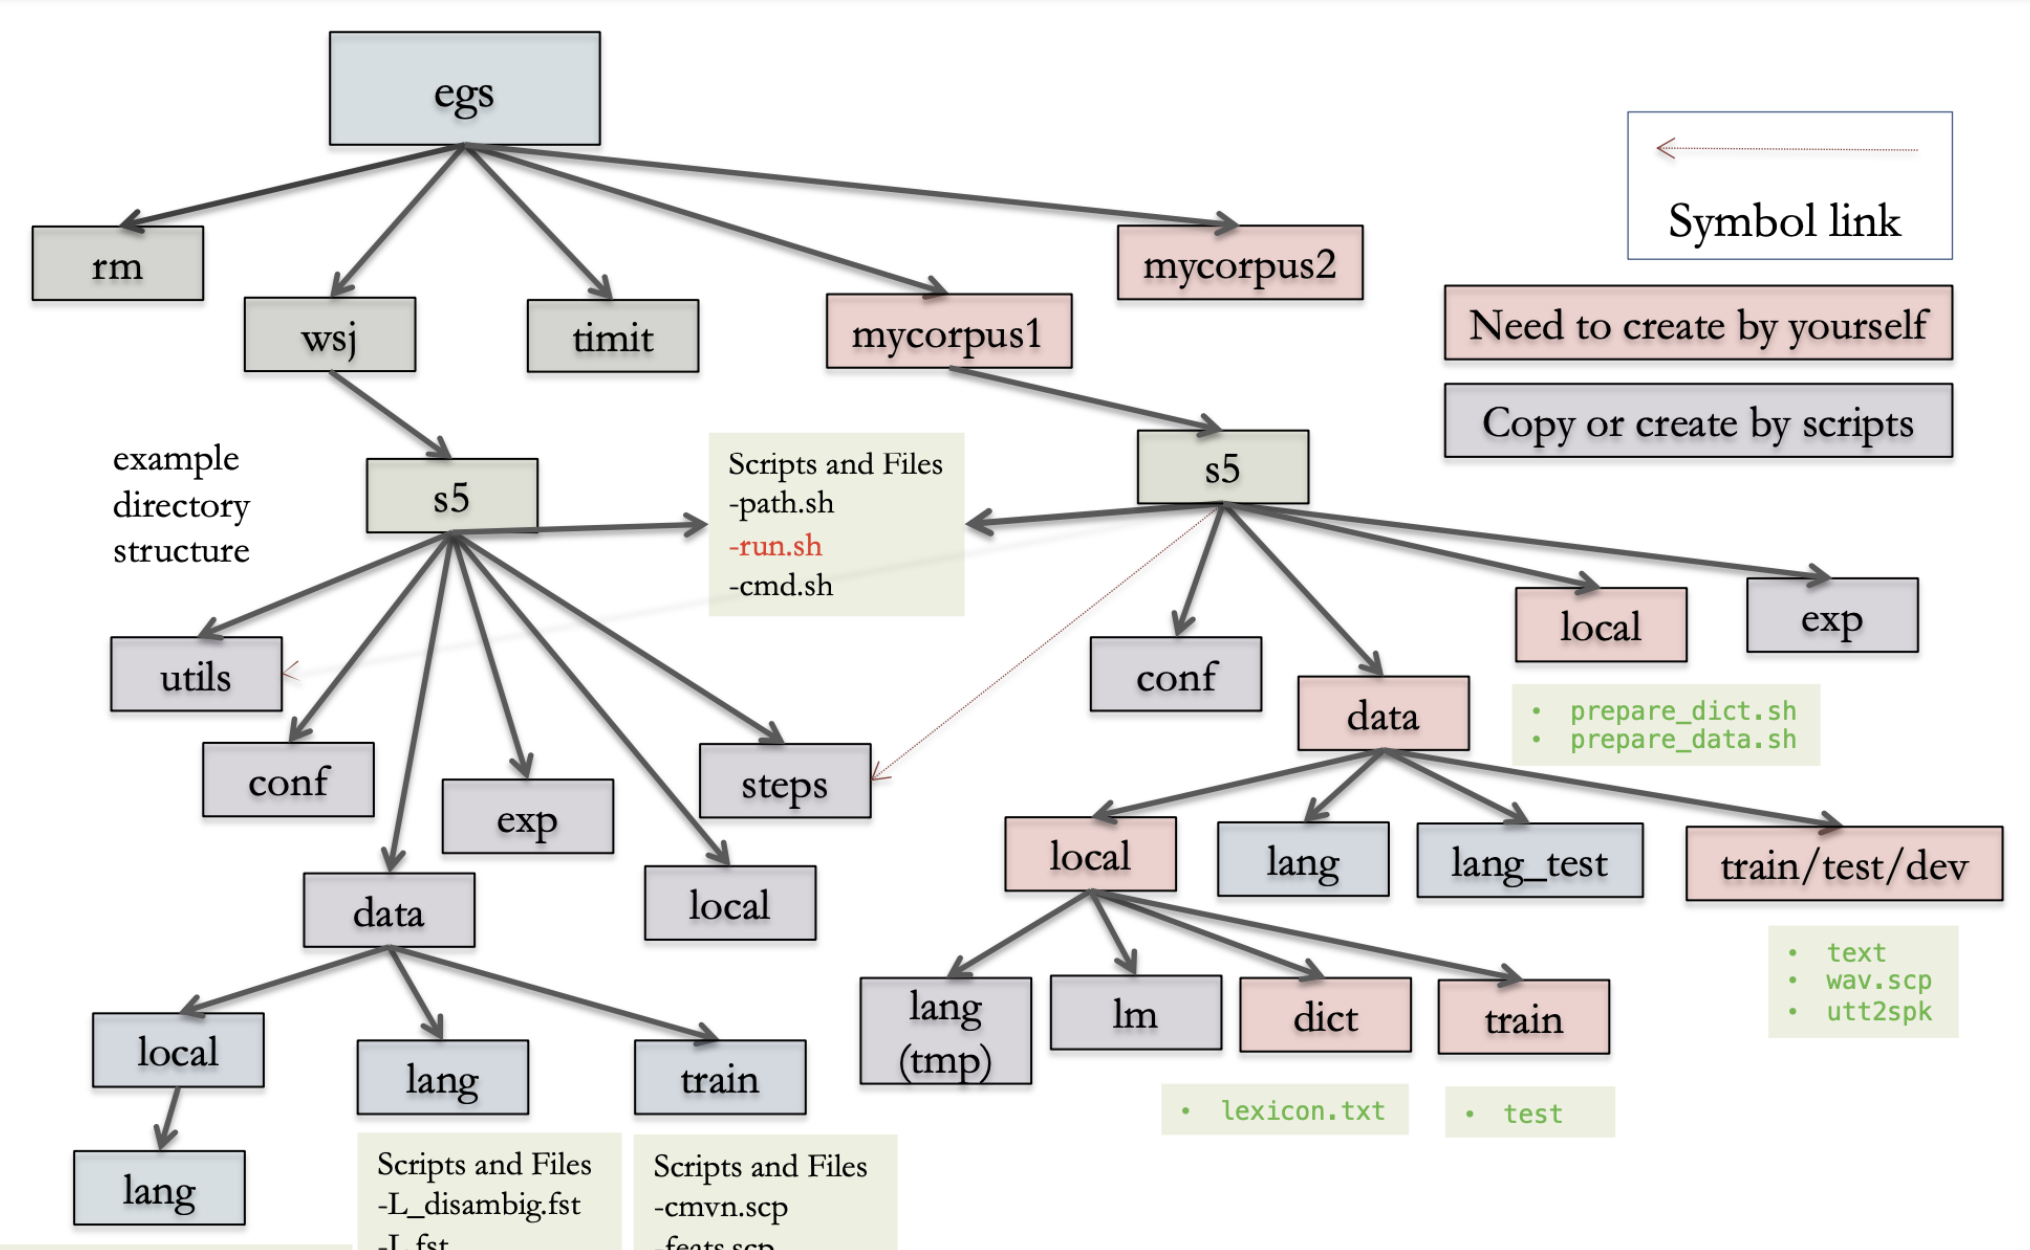 egs
Symbol link
rm
wsj
timit
mycorpus1
mycorpus2
Need to create by yourself
Copy or create by scripts
example
directory
structure
s5
Scripts and Files
-path.sh
-run.sh
-cmd.sh
s5
utils
conf
data
exp
local
steps
conf
data
local
exp
• prepare_dict.sh
• prepare_data.sh
local
lang
lang_test
train/test/dev
• text
• wav.scp
• utt2spk
lang
(tmp)
lm
dict
train
• lexicon.txt
• test
local
lang
train
lang
Scripts and Files
-L_disambig.fst
-L.fst
Scripts and Files
-cmvn.scp
-feats.scp